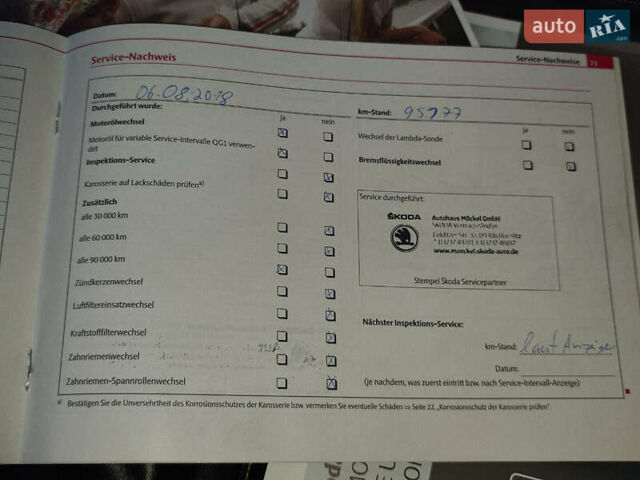 auto RIA.com
Service-Nachweis
Service-Nachweise 73
Datum: 06.08.2018
km-Stand: 95177
Durchgeführt wurde: ja nein
Motorölwechsel
Motoröl für variable Service-Intervalle QG1 verwendet
Inspektions-Service
Karosserie auf Lackschäden prüfen a)
Zusätzlich
alle 30 000 km
alle 60 000 km
alle 90 000 km
Zündkerzenwechsel
Luftfiltereinsatzwechsel
Kraftstofffilterwechsel
Zahnriemenwechsel
Zahnriemen-Spannrollenwechsel
ja nein
Wechsel der Lambda-Sonde
Bremsflüssigkeitswechsel
Service durchgeführt:
ŠKODA
Autohaus Möckel GmbH
www.moeckel.skoda-auto.de
Stempel Škoda Servicepartner
Nächster Inspektions-Service:
km-Stand: laut Anzeige
Datum:
(je nachdem, was zuerst eintritt bzw. nach Service-Intervall-Anzeige)
a) Bestätigen Sie die Unversehrtheit des Korrosionsschutzes der Karosserie bzw. vermerken Sie eventuelle Schäden ⇒ Seite 22, „Korrosionsschutz der Karosserie prüfen“.